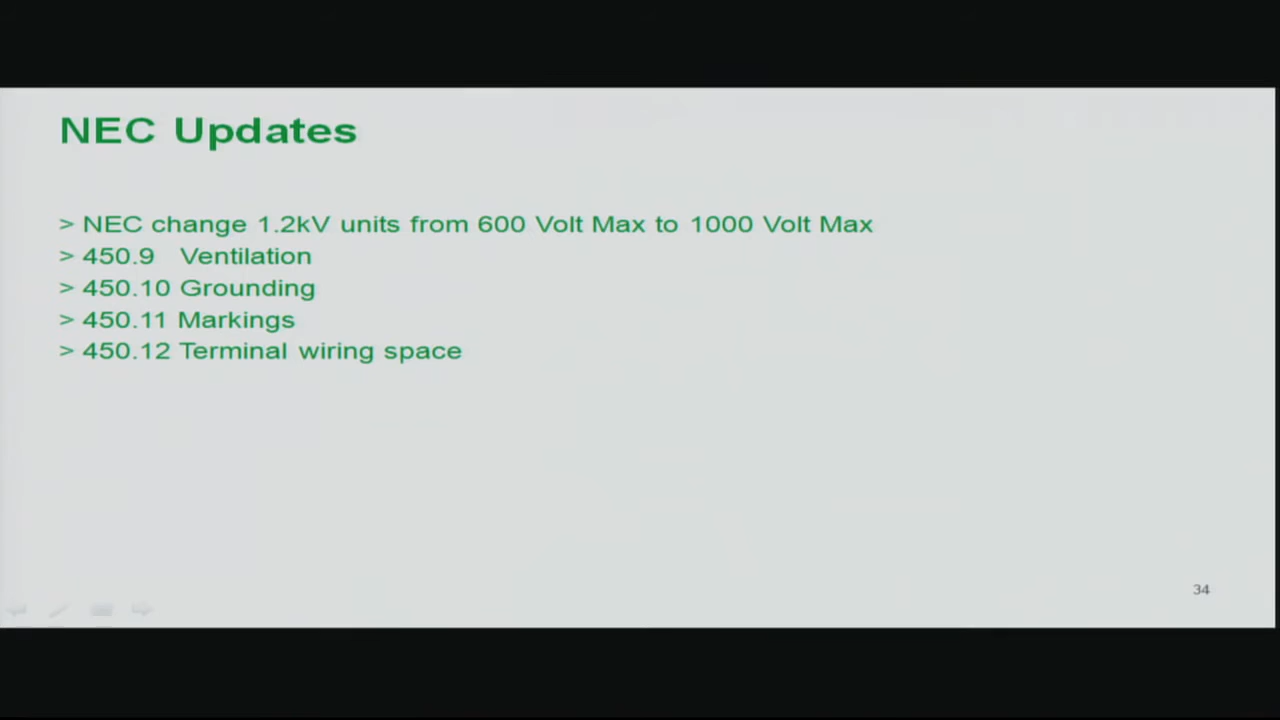 NEC Updates
> NEC change 1.2kV units from 600 Volt Max to 1000 Volt Max
> 450.9 Ventilation
> 450.10 Grounding
> 450.11 Markings
> 450.12 Terminal wiring space
34